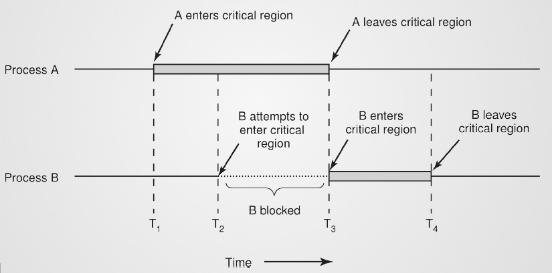 A enters critical region
A leaves critical region
Process A
B attempts to
enter critical
region
B enters
critical region
B leaves
critical region
Process B
B blocked
T1
T2
T3
T4
Time